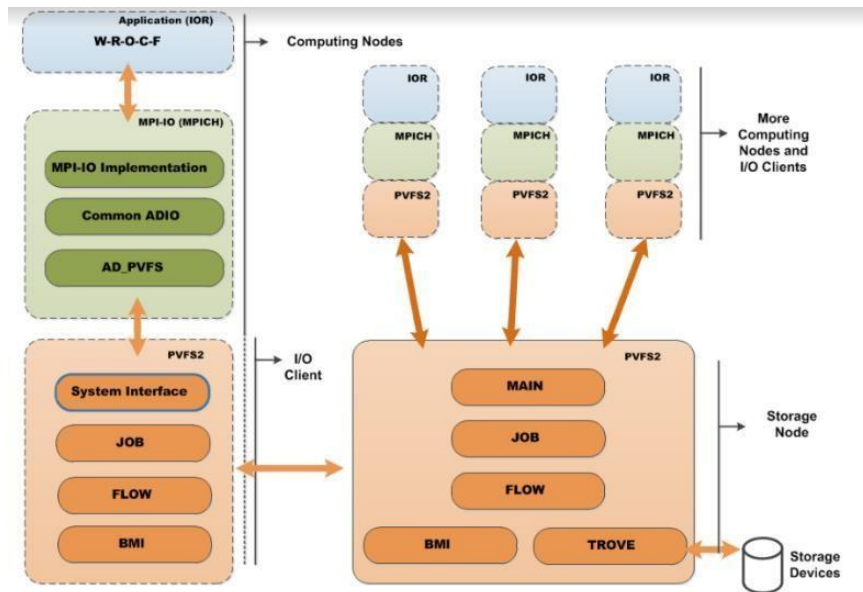 Application (IOR)
W-R-O-C-F
Computing Nodes
MPI-IO (MPICH)
MPI-IO Implementation
Common ADIO
AD_PVFS
IOR
IOR
IOR
MPICH
MPICH
MPICH
PVFS2
PVFS2
PVFS2
More
Computing
Nodes and
I/O Clients
PVFS2
System Interface
JOB
FLOW
BMI
I/O
Client
PVFS2
MAIN
JOB
FLOW
BMI
TROVE
Storage
Node
Storage
Devices